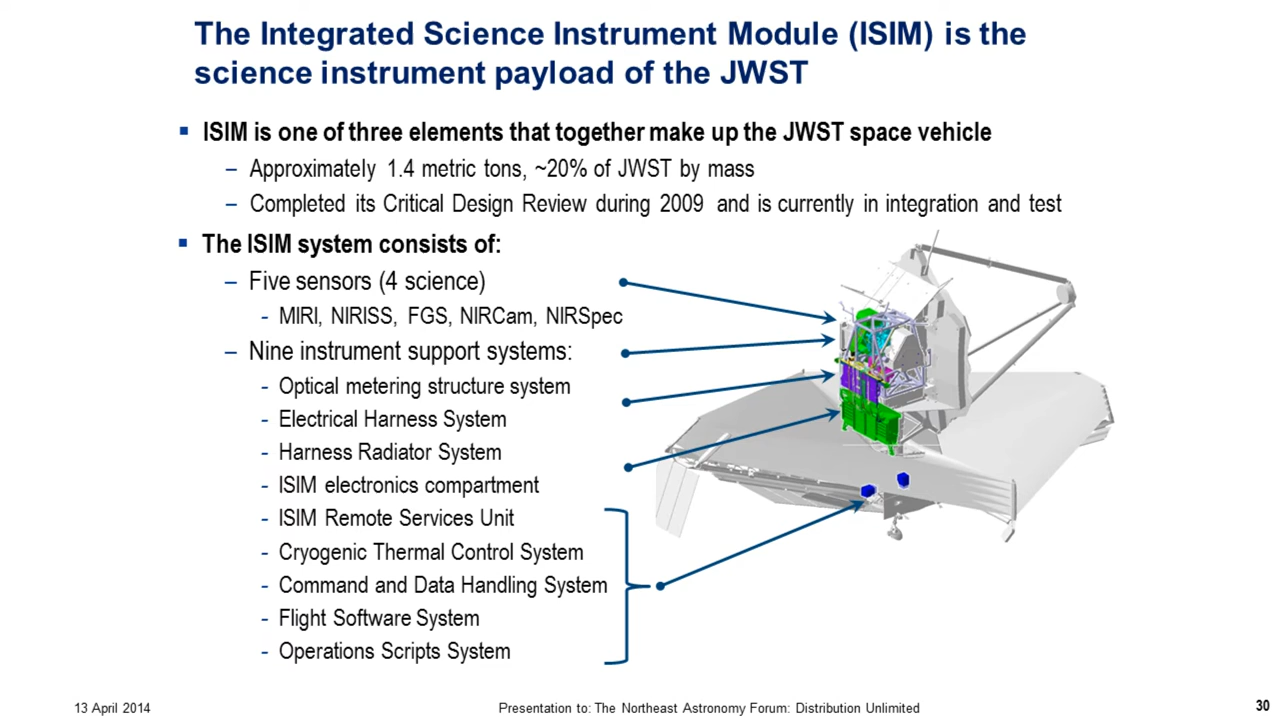 The Integrated Science Instrument Module (ISIM) is the
science instrument payload of the JWST
▪ ISIM is one of three elements that together make up the JWST space vehicle
– Approximately 1.4 metric tons, ~20% of JWST by mass
– Completed its Critical Design Review during 2009 and is currently in integration and test
▪ The ISIM system consists of:
– Five sensors (4 science)
- MIRI, NIRISS, FGS, NIRCam, NIRSpec
– Nine instrument support systems:
- Optical metering structure system
- Electrical Harness System
- Harness Radiator System
- ISIM electronics compartment
- ISIM Remote Services Unit
- Cryogenic Thermal Control System
- Command and Data Handling System
- Flight Software System
- Operations Scripts System
13 April 2014
Presentation to: The Northeast Astronomy Forum: Distribution Unlimited
30